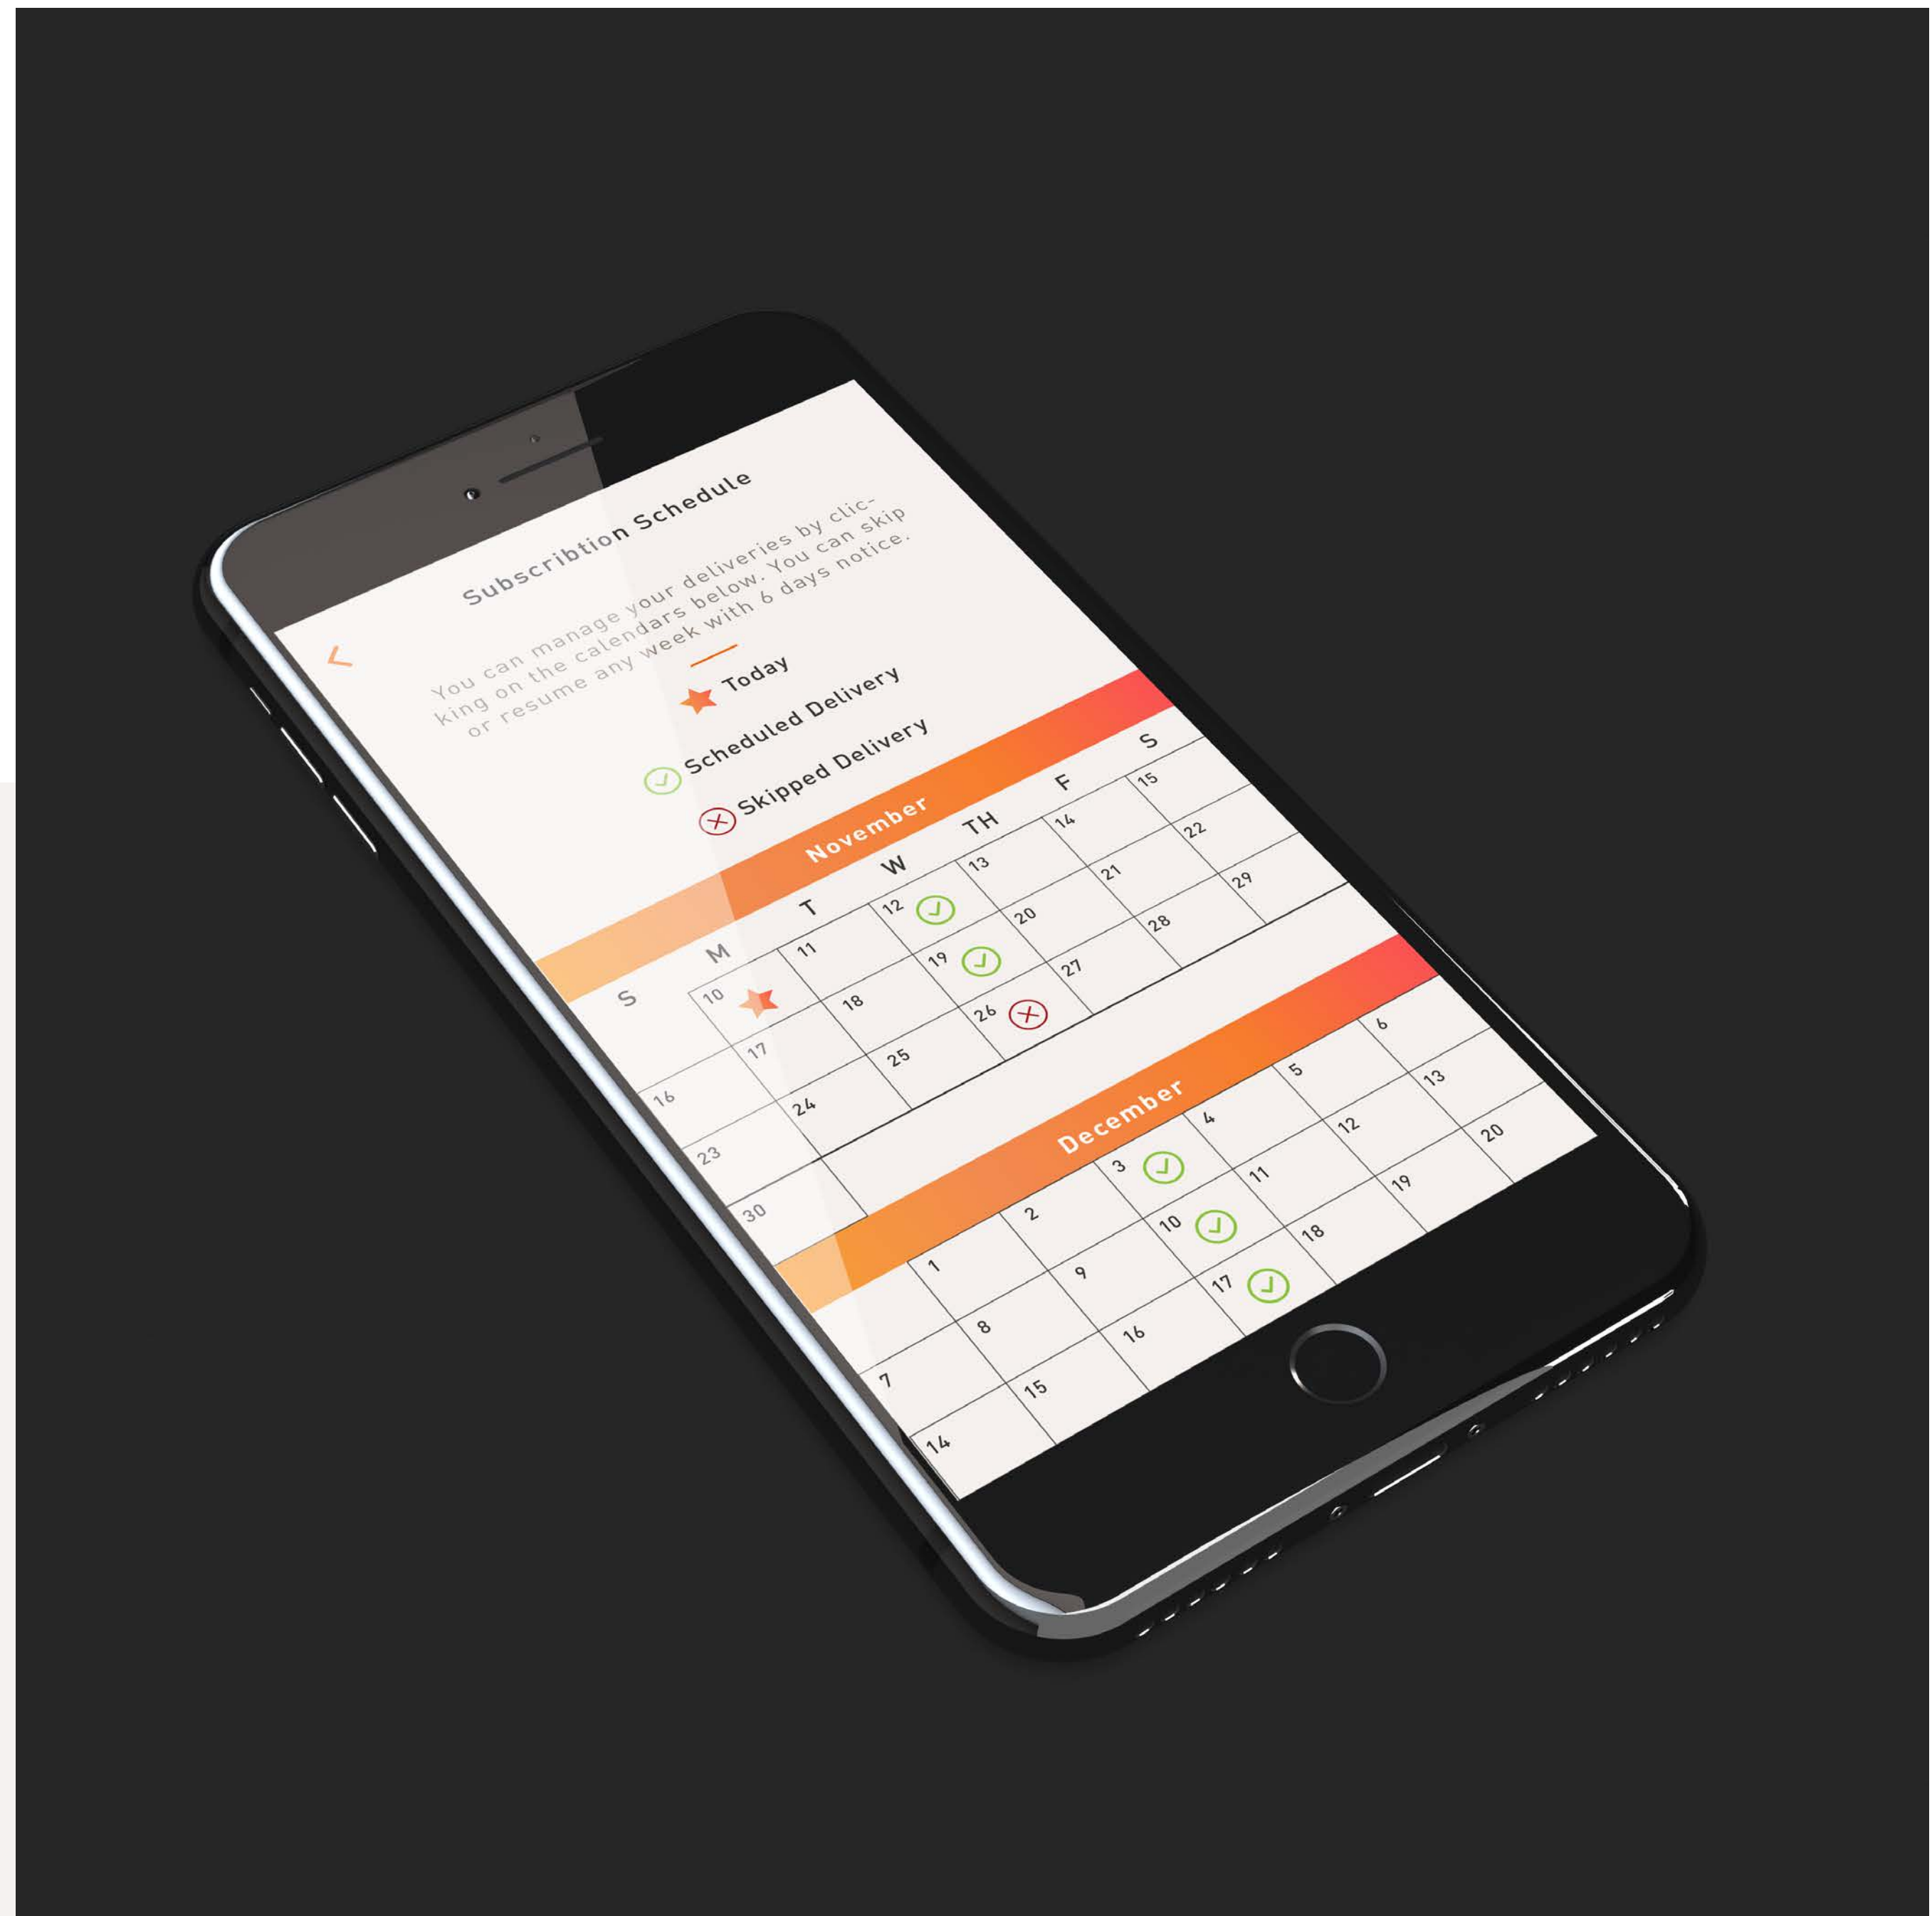 Subscribtion Schedule
You can manage your deliveries by clic-
king on the calendars below. You can skip
or resume any week with 6 days notice.
Today
Scheduled Delivery
Skipped Delivery
November
S M T W TH F S
10 11 12 13 14 15
16 17 18 19 20 21 22
23 24 25 26 27 28 29
30
December
1 2 3 4 5 6
7 8 9 10 11 12 13
14 15 16 17 18 19 20